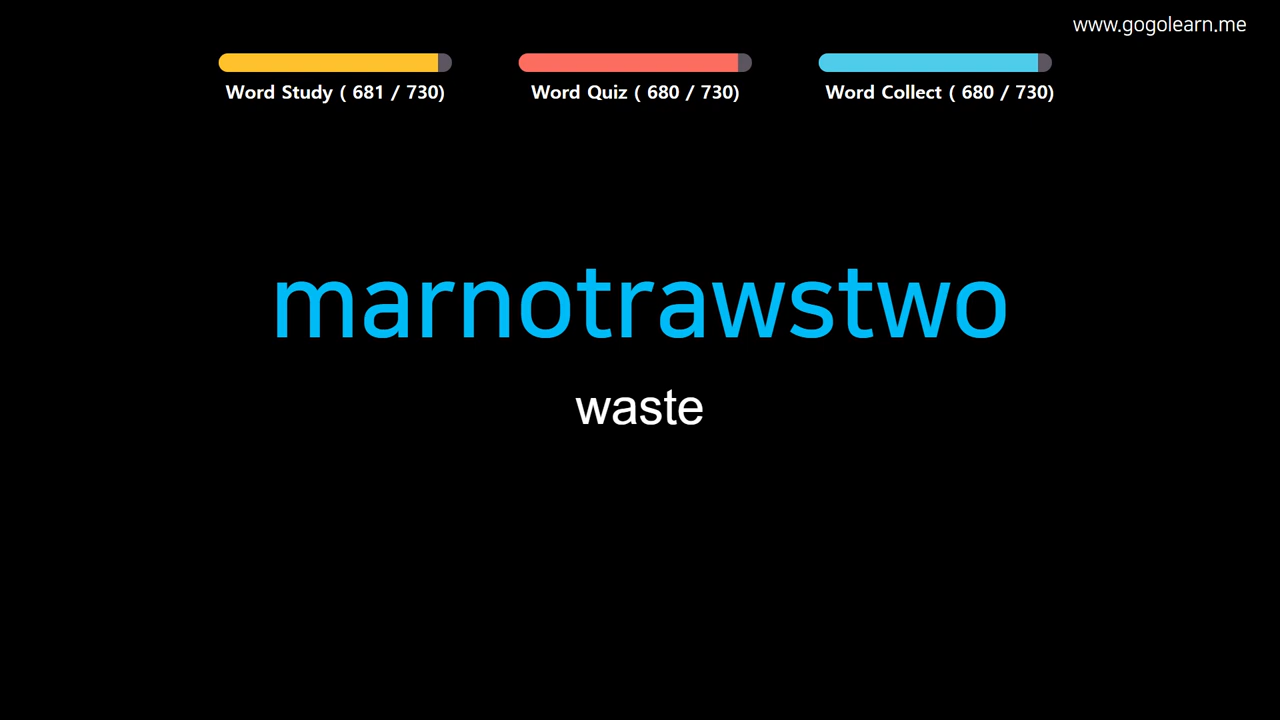 www.gogolearn.me
Word Study ( 681 / 730)
Word Quiz ( 680 / 730)
Word Collect ( 680 / 730)
marnotrawstwo
waste